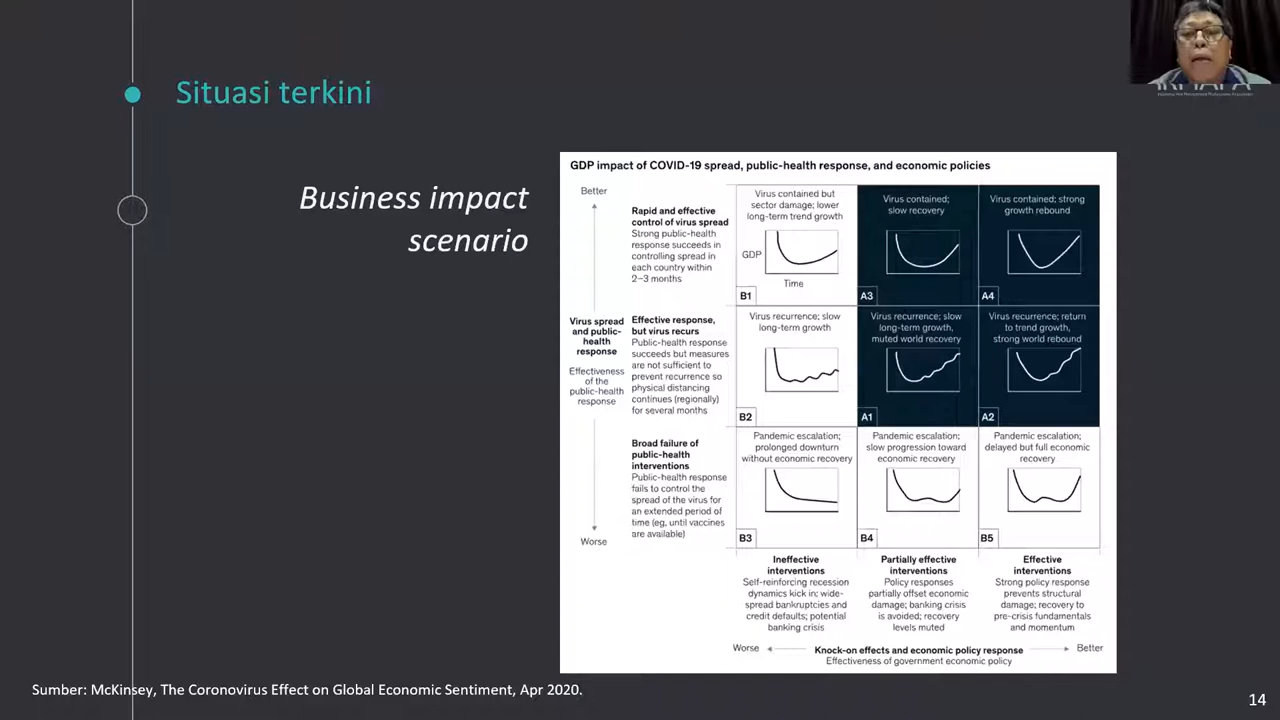 Situasi terkini
Business impact
scenario
GDP impact of COVID-19 spread, public-health response, and economic policies
Better
Virus spread
and public-
health
response
Effectiveness
of the
public-health
response
Worse
Rapid and effective
control of virus spread
Strong public-health
response succeeds in
controlling spread in
each country within
2–3 months
Virus contained but
sector damage; lower
long-term trend growth
GDP
Time
B1
Virus contained;
slow recovery
A3
Virus contained; strong
growth rebound
A4
Effective response,
but virus recurs
Public-health response
succeeds but measures
are not sufficient to
prevent recurrence so
physical distancing
continues (regionally)
for several months
Virus recurrence; slow
long-term growth
B2
Virus recurrence; slow
long-term growth,
muted world recovery
A1
Virus recurrence; return
to trend growth,
strong world rebound
A2
Broad failure of
public-health
interventions
Public-health response
fails to control the
spread of the virus for
an extended period of
time (eg, until vaccines
are available)
Pandemic escalation;
prolonged downturn
without economic recovery
B3
Pandemic escalation;
slow progression toward
economic recovery
B4
Pandemic escalation;
delayed but full economic
recovery
B5
Ineffective
interventions
Self-reinforcing recession
dynamics kick in; wide-
spread bankruptcies and
credit defaults; potential
banking crisis
Partially effective
interventions
Policy responses
partially offset economic
damage; banking crisis
is avoided; recovery
levels muted
Effective
interventions
Strong policy response
prevents structural
damage; recovery to
pre-crisis fundamentals
and momentum
Worse
Knock-on effects and economic policy response
Better
Effectiveness of government economic policy
Sumber: McKinsey, The Coronovirus Effect on Global Economic Sentiment, Apr 2020.
14